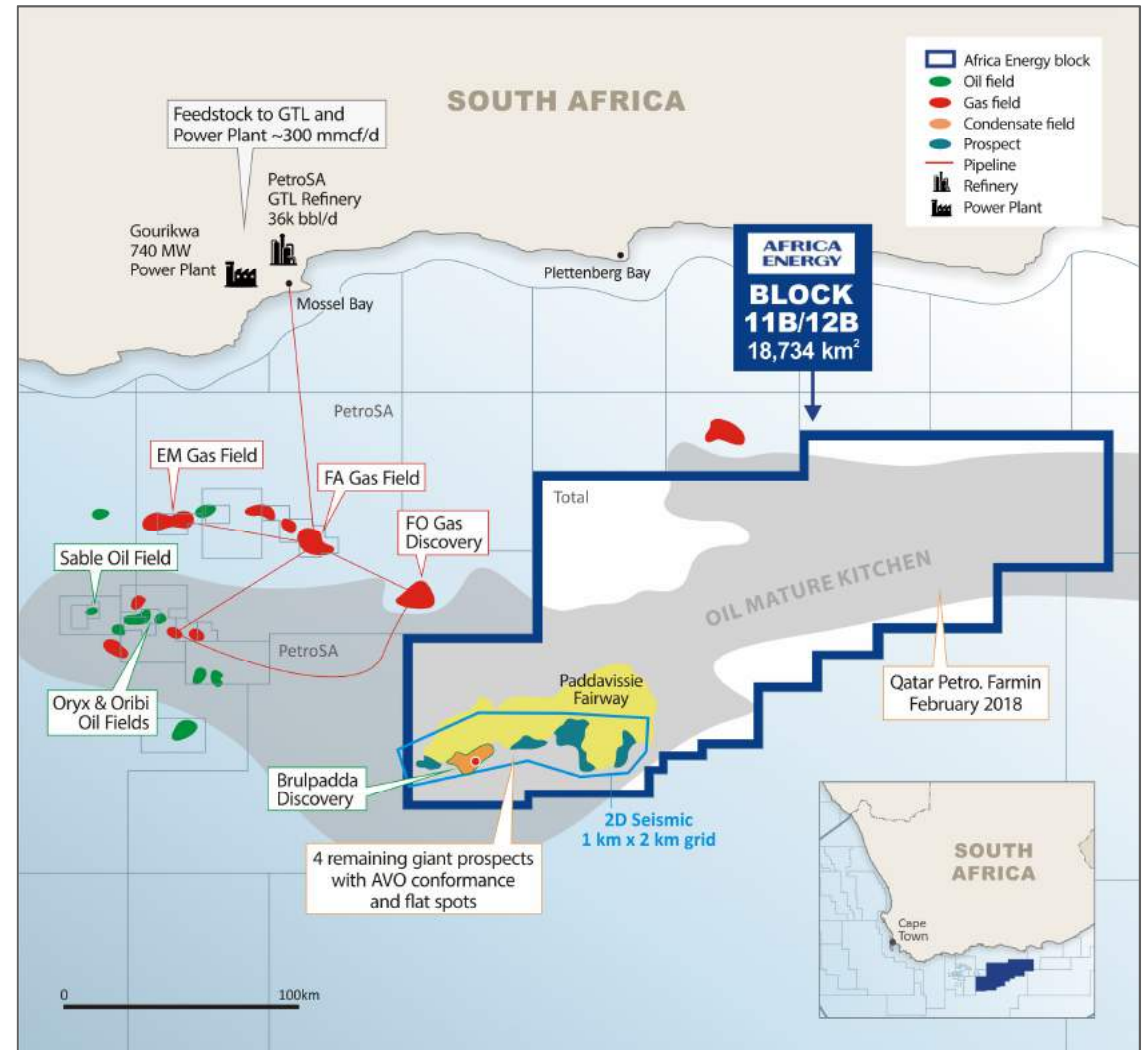 SOUTH AFRICA
Africa Energy block
Oil field
Gas field
Condensate field
Prospect
Pipeline
Refinery
Power Plant
Feedstock to GTL and
Power Plant ~300 mmcf/d
PetroSA
GTL Refinery
36k bbl/d
Gourikwa
740 MW
Power Plant
Mossel Bay
Plettenberg Bay
AFRICA
ENERGY
BLOCK
11B/12B
18,734 km²
PetroSA
EM Gas Field
FA Gas Field
FO Gas
Discovery
Total
Sable Oil Field
OIL MATURE KITCHEN
PetroSA
Oryx & Oribi
Oil Fields
Paddavissie
Fairway
Qatar Petro. Farmin
February 2018
Brulpadda
Discovery
2D Seismic
1 km x 2 km grid
4 remaining giant prospects
with AVO conformance
and flat spots
SOUTH
AFRICA
Cape
Town
0 100km